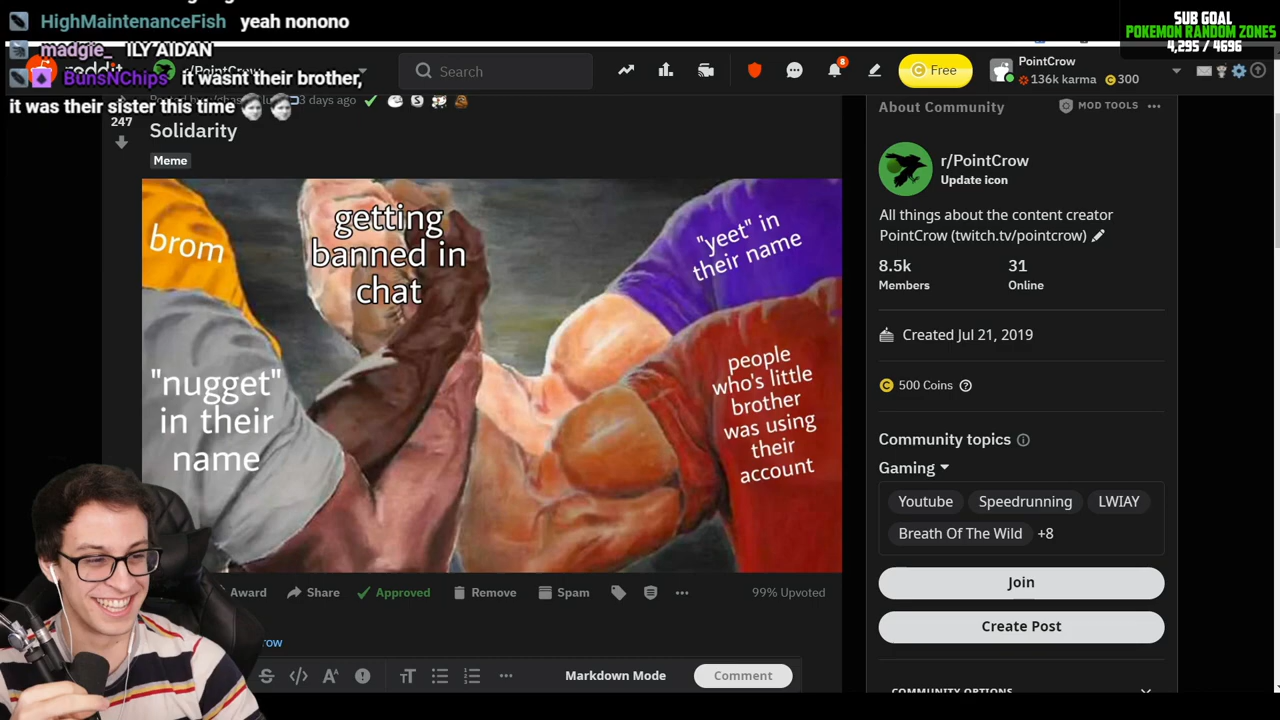 HighMaintenanceFish yeah nonono
madgie_ ILY AIDAN
BunsNChips it wasnt their brother,
it was their sister this time
SUB GOAL
POKEMON RANDOM ZONES
4,295 / 4696
Search
8
Free
PointCrow
136k karma
300
3 days ago
247
Solidarity
Meme
brom
getting
banned in
chat
"yeet" in
their name
"nugget"
in their
name
people
who's little
brother
was using
their
account
Award
Share
Approved
Remove
Spam
99% Upvoted
Markdown Mode
Comment
About Community
MOD TOOLS
r/PointCrow
Update icon
All things about the content creator
PointCrow (twitch.tv/pointcrow)
8.5k
31
Members
Online
Created Jul 21, 2019
500 Coins
Community topics
Gaming
Youtube
Speedrunning
LWIAY
Breath Of The Wild
+8
Join
Create Post
COMMUNITY OPTIONS